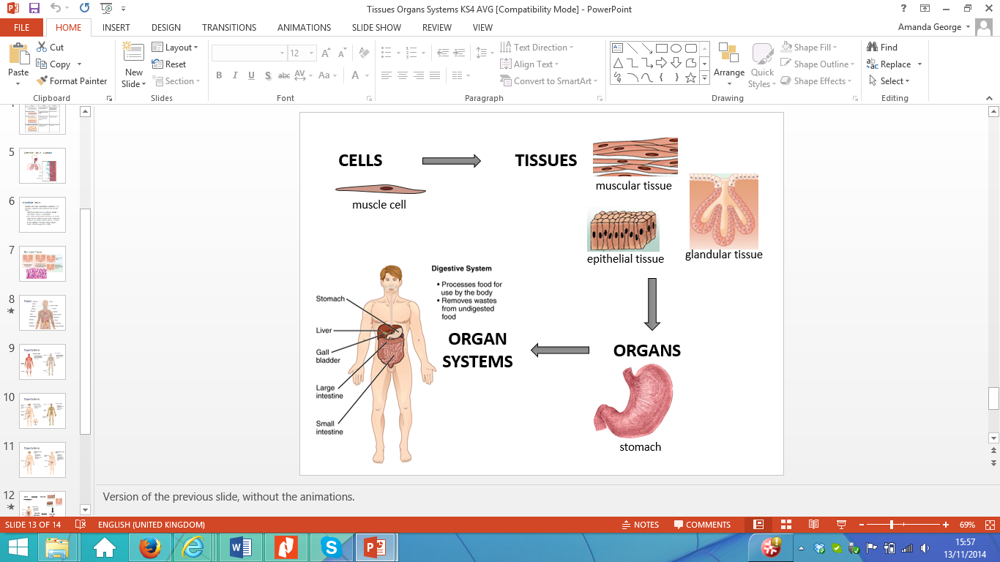 Tissues Organs Systems KS4 AVG [Compatibility Mode] - PowerPoint
FILE HOME INSERT DESIGN TRANSITIONS ANIMATIONS SLIDE SHOW REVIEW VIEW
Amanda George
Paste
Cut
Copy
Format Painter
Clipboard
New
Slide
Layout
Reset
Section
Slides
12
B I U S abc AV Aa A
Font
Text Direction
Align Text
Convert to SmartArt
Paragraph
Arrange
Quick
Styles
Shape Fill
Shape Outline
Shape Effects
Drawing
Find
Replace
Select
Editing
5
6
7
8
9
10
11
12
CELLS
TISSUES
muscle cell
muscular tissue
epithelial tissue
glandular tissue
Digestive System
• Processes food for
use by the body
• Removes wastes
from undigested
food
Stomach
Liver
Gall
bladder
Large
intestine
Small
intestine
ORGAN
SYSTEMS
ORGANS
stomach
Version of the previous slide, without the animations.
SLIDE 13 OF 14 ENGLISH (UNITED KINGDOM)
NOTES COMMENTS 69%
15:57
13/11/2014